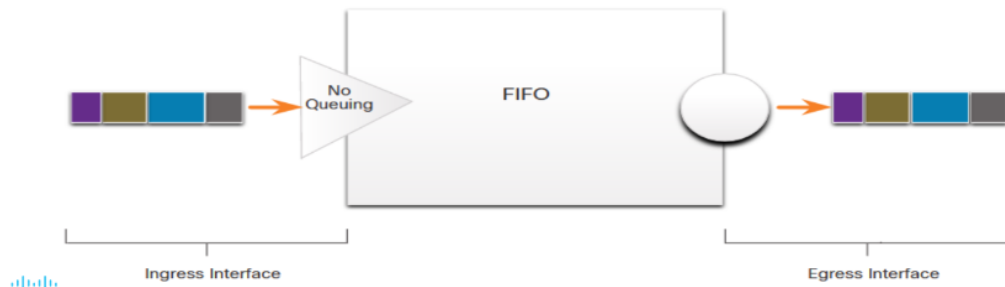 No
Queuing
FIFO
Ingress Interface
Egress Interface